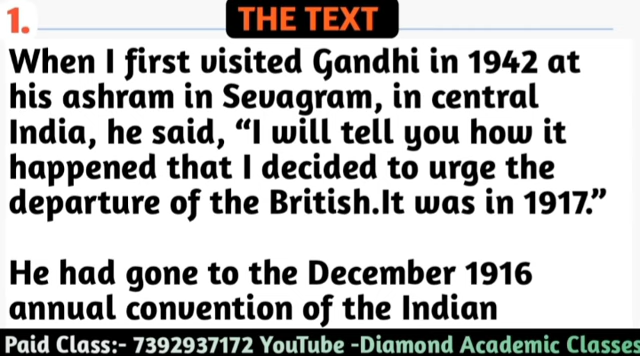 1.
THE TEXT
When I first visited Gandhi in 1942 at
his ashram in Sevagram, in central
India, he said, “I will tell you how it
happened that I decided to urge the
departure of the British.It was in 1917.”
He had gone to the December 1916
annual convention of the Indian
Paid Class:- 7392937172 YouTube -Diamond Academic Classes